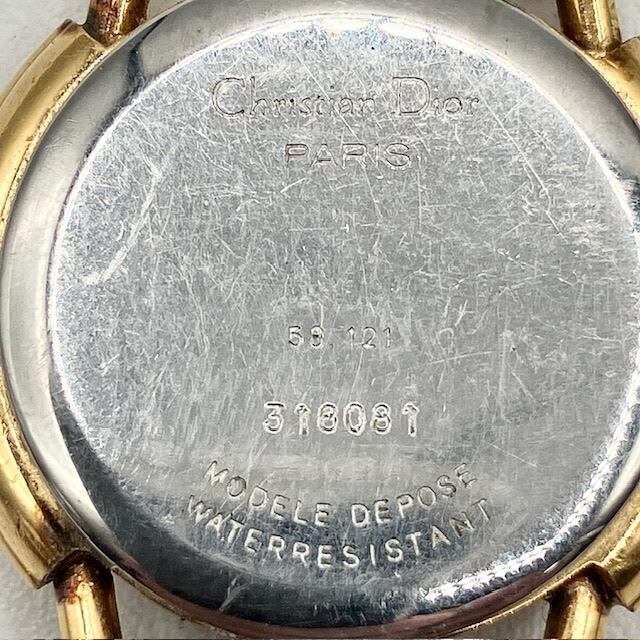 Christian Dior
PARIS
58.121
318081
MODELE DEPOSE
WATERRESISTANT